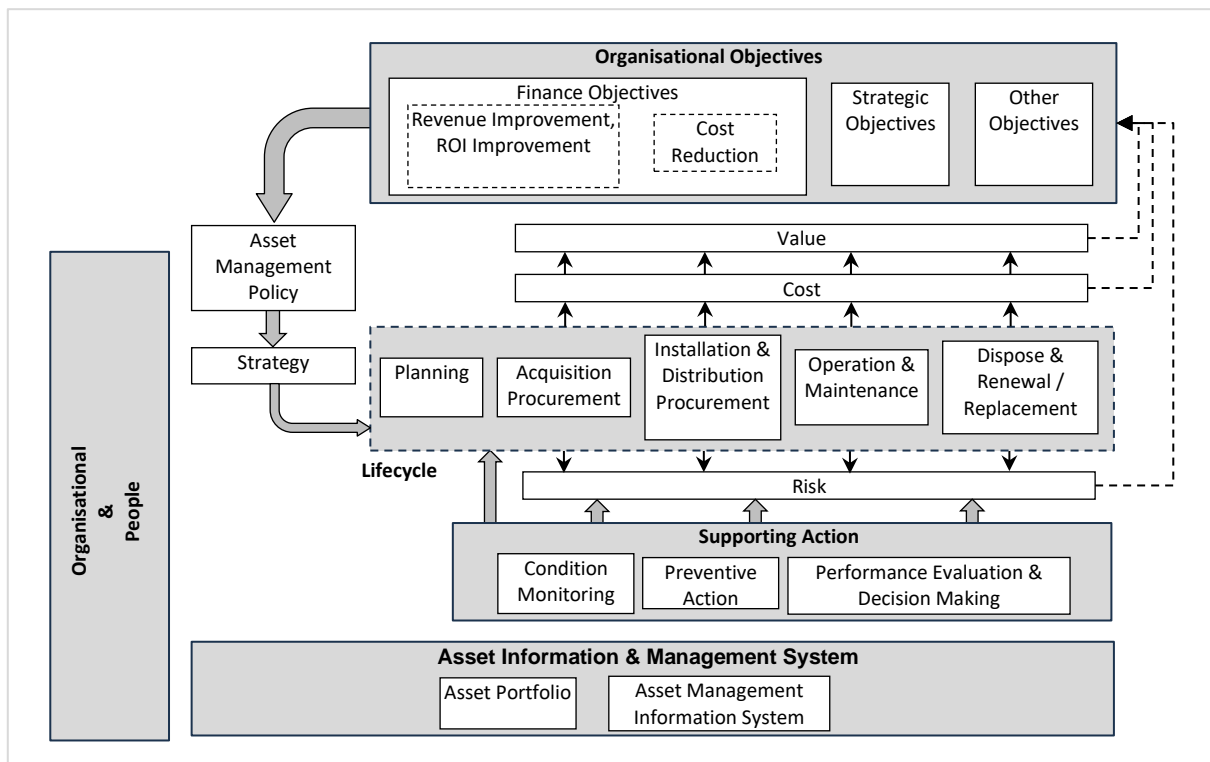 Organisational Objectives
Finance Objectives
Revenue Improvement,
ROI Improvement
Cost
Reduction
Strategic
Objectives
Other
Objectives
Asset
Management
Policy
Strategy
Value
Cost
Planning
Acquisition
Procurement
Installation &
Distribution
Procurement
Operation &
Maintenance
Dispose &
Renewal /
Replacement
Lifecycle
Risk
Supporting Action
Condition
Monitoring
Preventive
Action
Performance Evaluation &
Decision Making
Organisational
&
People
Asset Information & Management System
Asset Portfolio
Asset Management
Information System